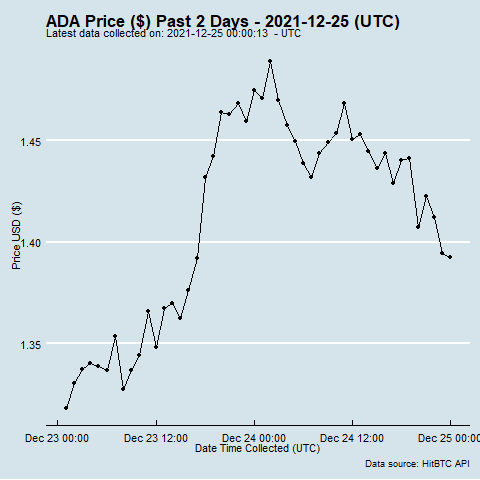 ADA Price ($) Past 2 Days - 2021-12-25 (UTC)
Latest data collected on: 2021-12-25 00:00:13 - UTC
1.45
1.40
1.35
Price USD ($)
Dec 23 00:00 Dec 23 12:00 Dec 24 00:00 Dec 24 12:00 Dec 25 00:00
Date Time Collected (UTC)
Data source: HitBTC API